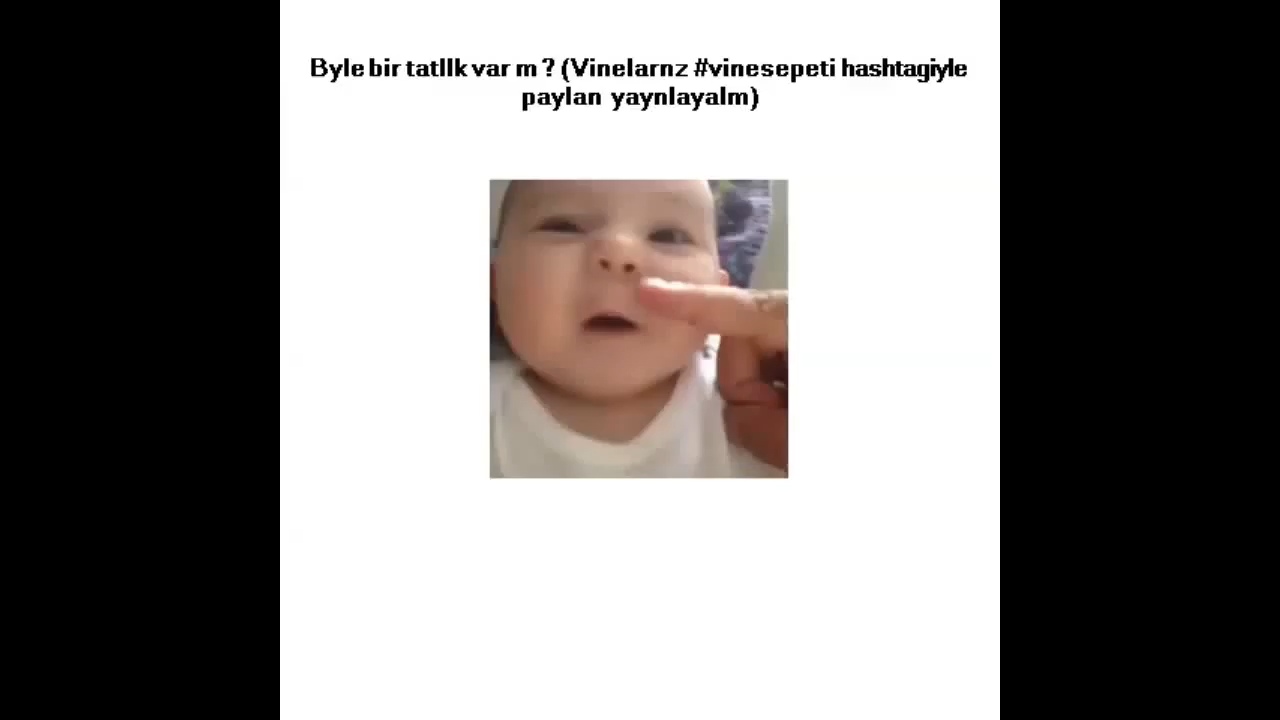 Byle bir tatllk var m ? (Vinelarnz #vinesepeti hashtagiyle
paylan yaynlayalm)